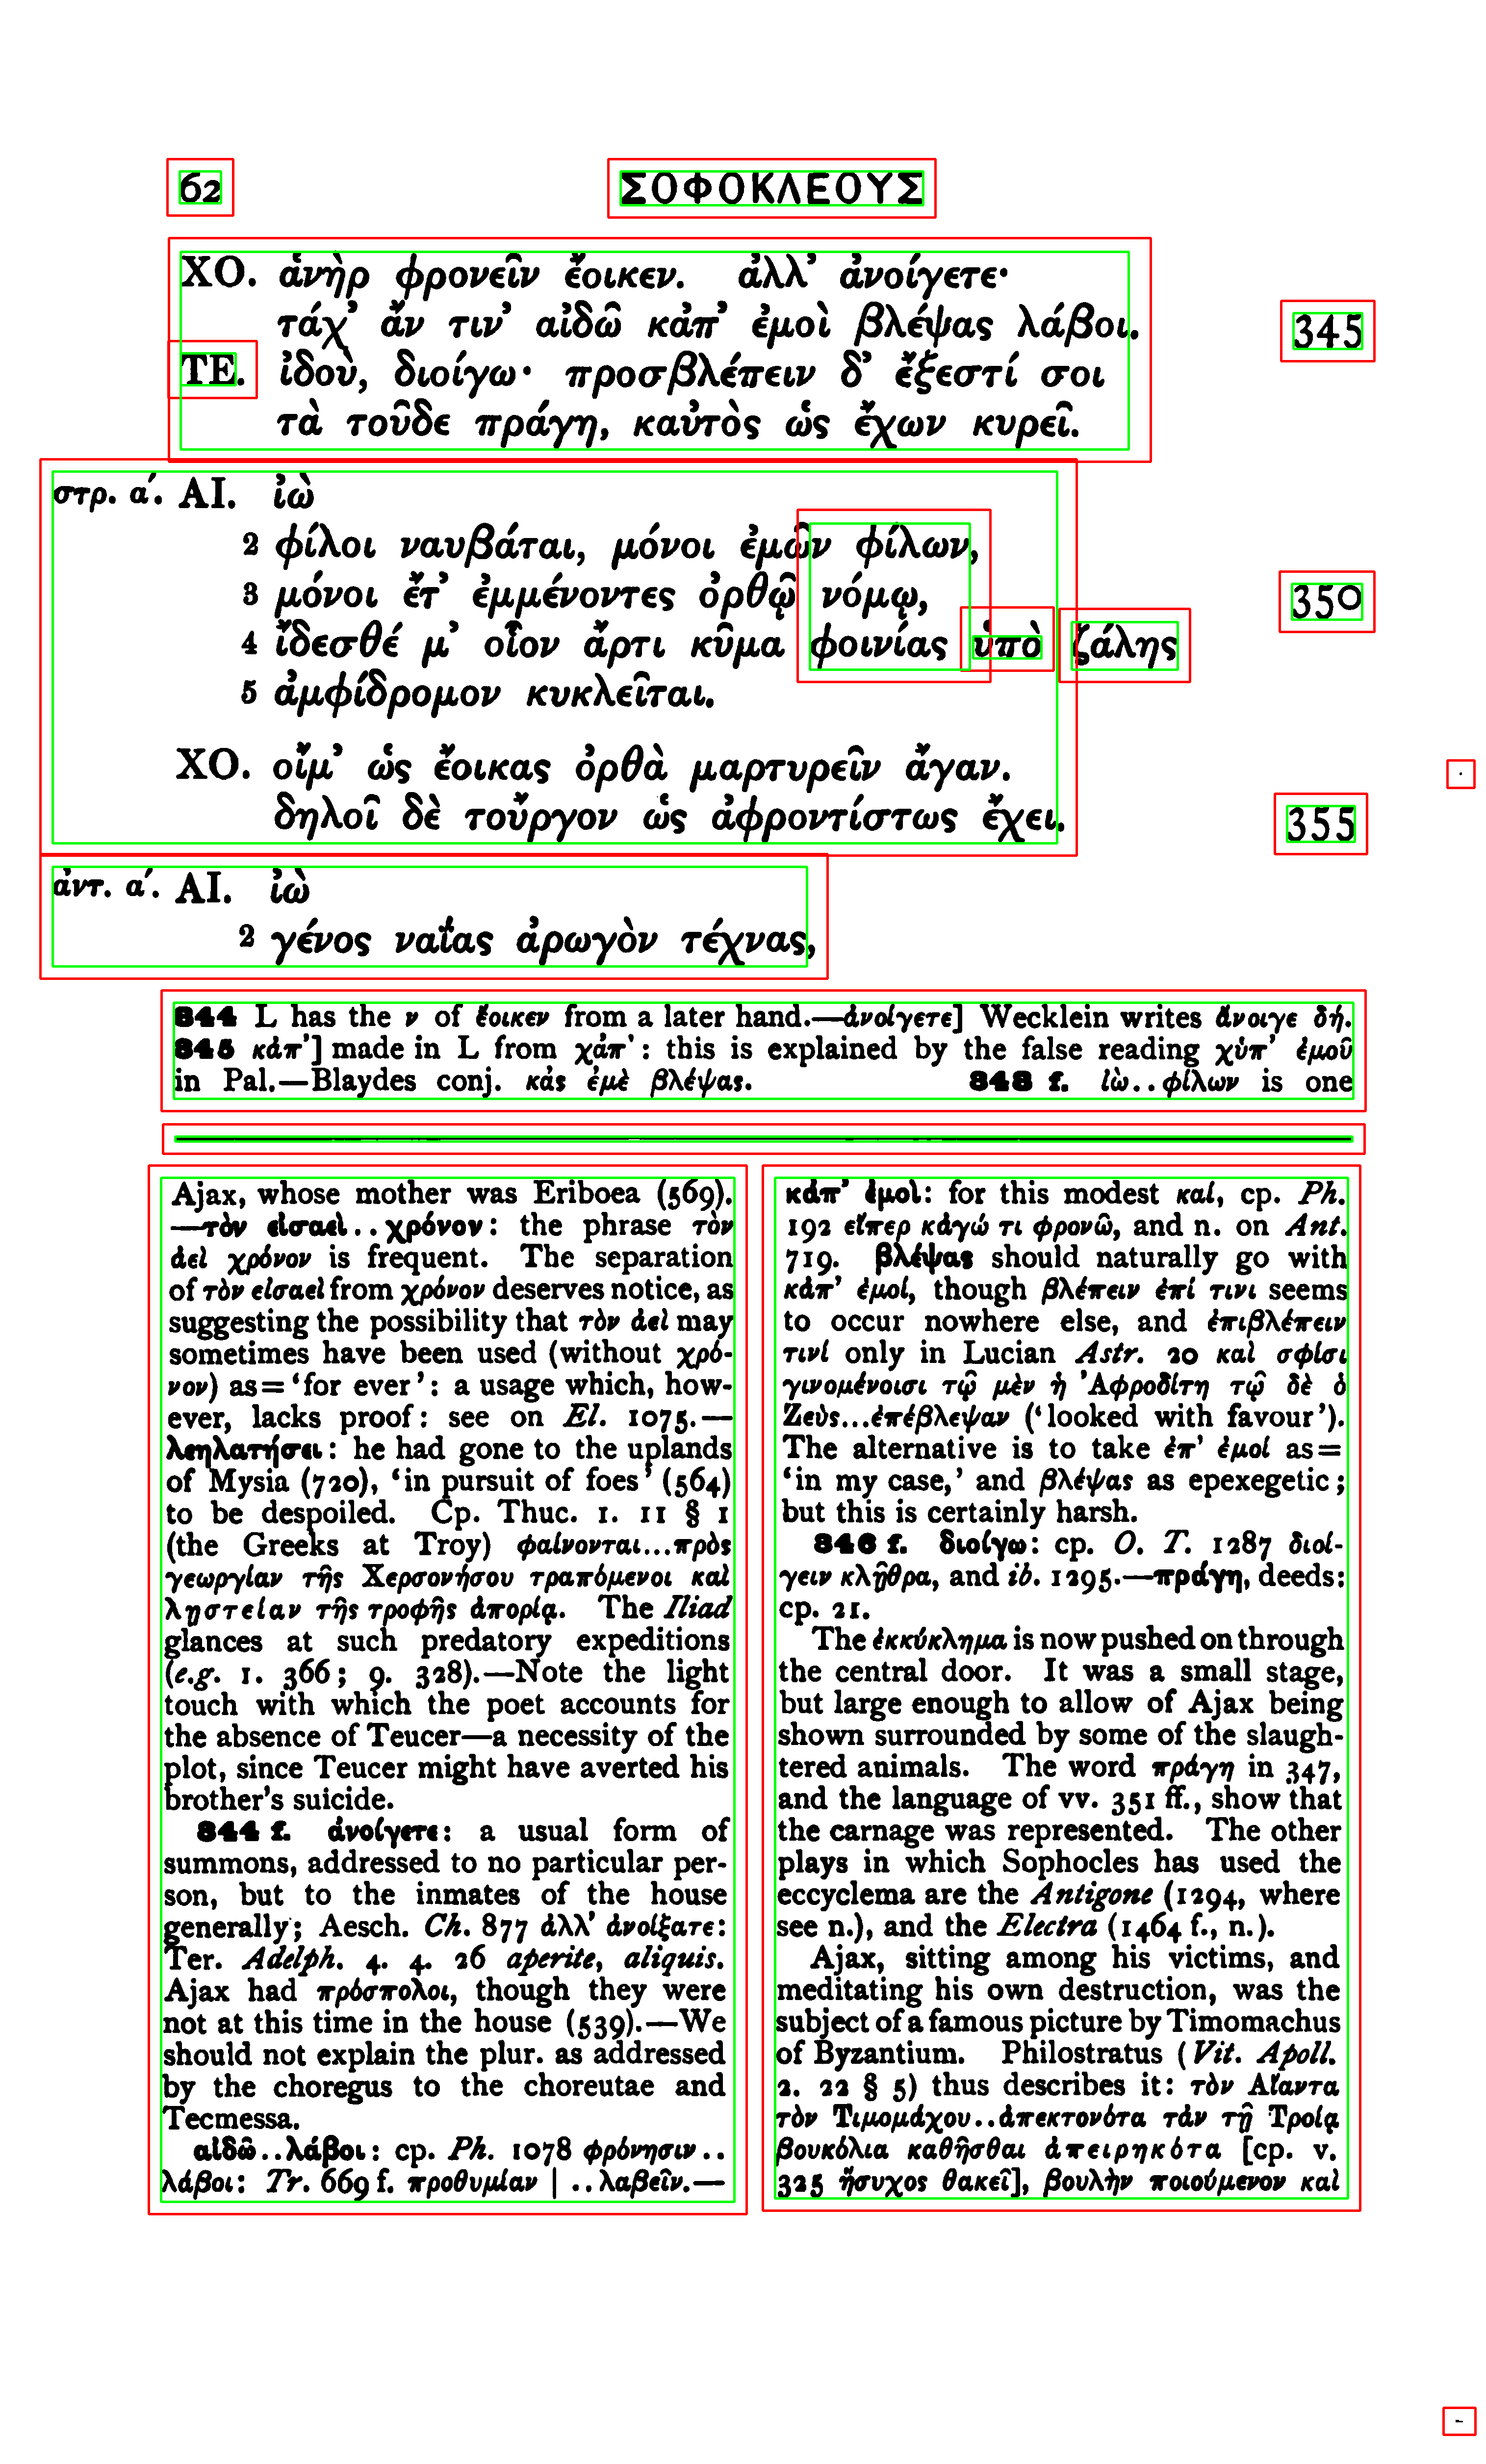 62 ΣΟΦΟΚΛΕΟΥΣ
ΧΟ. ἁνὴρ φρονεῖν ἔοικεν. ἀλλ’ ἀνοίγετε·
τάχ’ ἄν τιν’ αἰδῶ κἀπ’ ἐμοὶ βλέψας λάβοι. 345
ΤΕ. ἰδού, διοίγω· προσβλέπειν δ’ ἔξεστί σοι
τὰ τοῦδε πράγη, καὐτὸς ὡς ἔχων κυρεῖ.
στρ. α΄. ΑΙ. ἰὼ
2 φίλοι ναυβάται, μόνοι ἐμῶν φίλων,
3 μόνοι ἔτ’ ἐμμένοντες ὀρθῷ νόμῳ, 350
4 ἴδεσθέ μ’ οἷον ἄρτι κῦμα φοινίας ὑπὸ ζάλης
5 ἀμφίδρομον κυκλεῖται.
ΧΟ. οἴμ’ ὡς ἔοικας ὀρθὰ μαρτυρεῖν ἄγαν.
δηλοῖ δὲ τοὔργον ὡς ἀφροντίστως ἔχει. 355
ἀντ. α΄. ΑΙ. ἰὼ
2 γένος ναΐας ἀρωγὸν τέχνας,
344 L has the ν of ἔοικεν from a later hand.—ἀνοίγετε] Wecklein writes ἄνοιγε δή.
345 κἀπ’] made in L from χἀπ’: this is explained by the false reading χὐπ’ ἐμοῦ
in Pal.—Blaydes conj. κἀς ἐμὲ βλέψας. 348 f. ἰὼ..φίλων is one
Ajax, whose mother was Eriboea (569).
—τὸν εἰσαεὶ..χρόνον: the phrase τὸν
ἀεὶ χρόνον is frequent. The separation
of τὸν εἰσαεὶ from χρόνον deserves notice, as
suggesting the possibility that τὸν ἀεὶ may
sometimes have been used (without χρό-
νον) as=‘for ever’: a usage which, how-
ever, lacks proof: see on El. 1075.—
λεηλατήσει: he had gone to the uplands
of Mysia (720), ‘in pursuit of foes’ (564)
to be despoiled. Cp. Thuc. 1. 11 § 1
(the Greeks at Troy) φαίνονται...πρὸς
γεωργίαν τῆς Χερσονήσου τραπόμενοι καὶ
λῃστείαν τῆς τροφῆς ἀπορίᾳ. The Iliad
glances at such predatory expeditions
(e.g. 1. 366; 9. 328).—Note the light
touch with which the poet accounts for
the absence of Teucer—a necessity of the
plot, since Teucer might have averted his
brother’s suicide.
344 f. ἀνοίγετε: a usual form of
summons, addressed to no particular per-
son, but to the inmates of the house
generally; Aesch. Ch. 877 ἀλλ’ ἀνοίξατε:
Ter. Adelph. 4. 4. 26 aperite, aliquis.
Ajax had πρόσπολοι, though they were
not at this time in the house (539).—We
should not explain the plur. as addressed
by the choregus to the choreutae and
Tecmessa.
αἰδῶ..λάβοι: cp. Ph. 1078 φρόνησιν..
λάβοι: Tr. 669 f. προθυμίαν | ..λαβεῖν.—
κἀπ’ ἐμοὶ: for this modest καί, cp. Ph.
192 εἴπερ κἀγώ τι φρονῶ, and n. on Ant.
719. βλέψας should naturally go with
κἀπ’ ἐμοί, though βλέπειν ἐπί τινι seems
to occur nowhere else, and ἐπιβλέπειν
τινί only in Lucian Astr. 20 καὶ σφίσι
γινομένοισι τῷ μὲν ἡ ’Αφροδίτη τῷ δὲ ὁ
Ζεὺς...ἐπέβλεψαν (‘looked with favour’).
The alternative is to take ἐπ’ ἐμοί as=
‘in my case,’ and βλέψας as epexegetic;
but this is certainly harsh.
346 f. διοίγω: cp. O. T. 1287 διοί-
γειν κλῇθρα, and ib. 1295.—πράγη, deeds:
cp. 21.
The ἐκκύκλημα is now pushed on through
the central door. It was a small stage,
but large enough to allow of Ajax being
shown surrounded by some of the slaugh-
tered animals. The word πράγη in 347,
and the language of vv. 351 ff., show that
the carnage was represented. The other
plays in which Sophocles has used the
eccyclema are the Antigone (1294, where
see n.), and the Electra (1464 f., n.).
Ajax, sitting among his victims, and
meditating his own destruction, was the
subject of a famous picture by Timomachus
of Byzantium. Philostratus (Vit. Apoll.
2. 22 § 5) thus describes it: τὸν Αἴαντα
τὸν Τιμομάχου..ἀπεκτονότα τὰν τῇ Τροίᾳ
βουκόλια καθῆσθαι ἀπειρηκότα [cp. v.
325 ἥσυχος θακεῖ], βουλὴν ποιούμενον καὶ